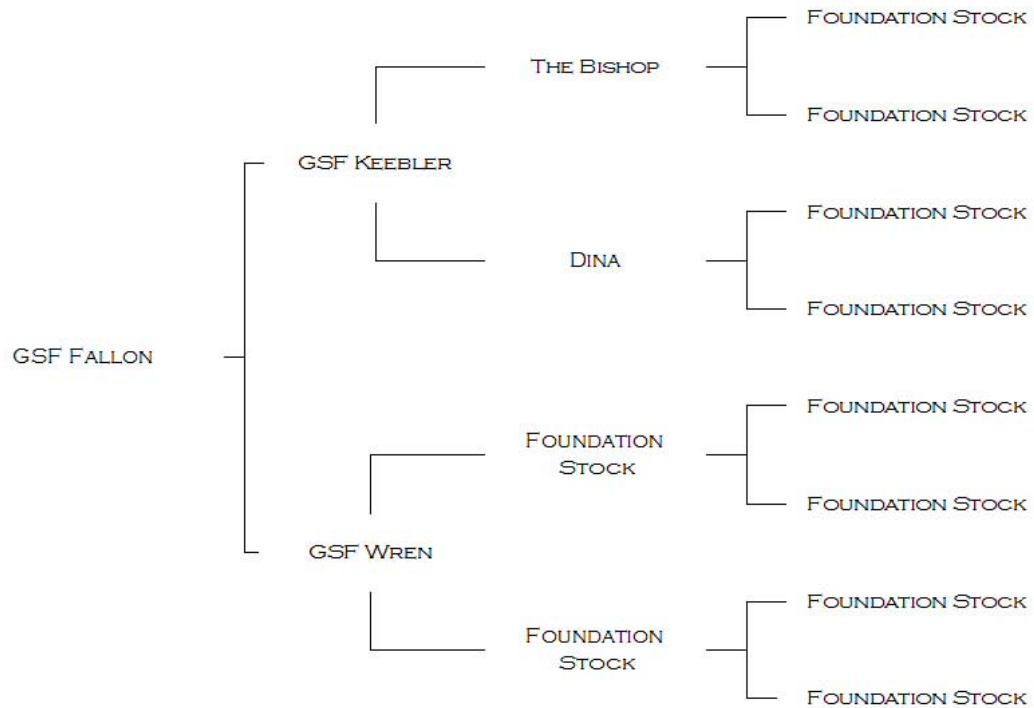 Foundation Stock
The Bishop
Foundation Stock
GSF Keebler
Foundation Stock
Dina
Foundation Stock
GSF Fallon
Foundation Stock
Foundation
Stock
Foundation Stock
GSF Wren
Foundation Stock
Foundation
Stock
Foundation Stock